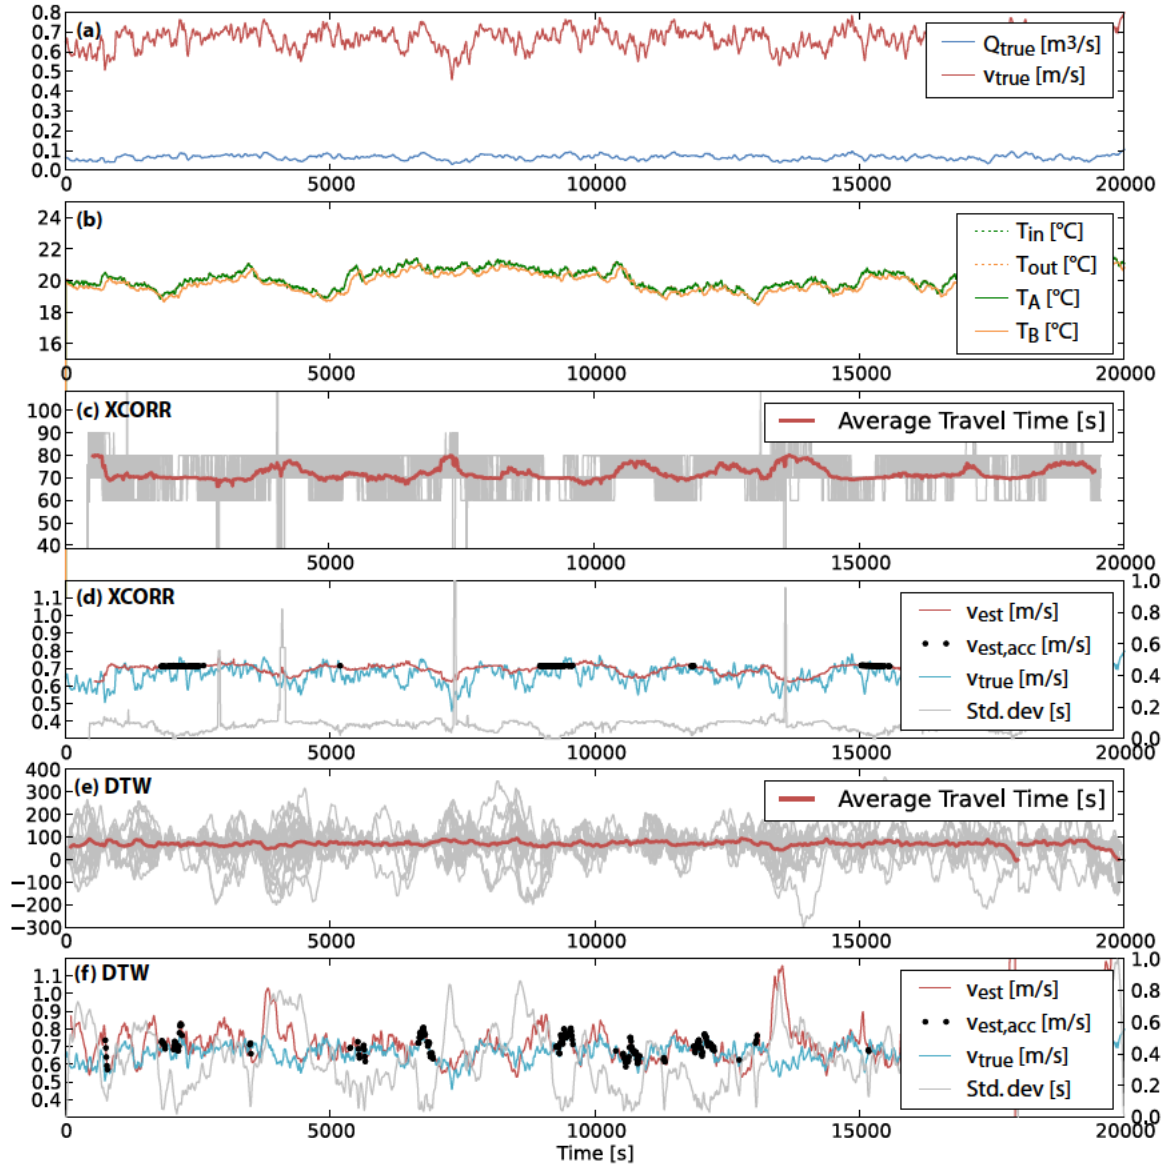 (a)
0.8
0.7
0.6
0.5
0.4
0.3
0.2
0.1
0.0
Qtrue [m3/s]
vtrue [m/s]
0 5000 10000 15000 20000
(b)
24
22
20
18
16
Tin [°C]
Tout [°C]
TA [°C]
TB [°C]
0 5000 10000 15000 20000
(c) XCORR
100
90
80
70
60
50
40
Average Travel Time [s]
0 5000 10000 15000 20000
(d) XCORR
1.1
1.0
0.9
0.8
0.7
0.6
0.5
0.4
vest [m/s]
vest,acc [m/s]
vtrue [m/s]
Std. dev [s]
1.0
0.8
0.6
0.4
0.2
0.0
0 5000 10000 15000 20000
(e) DTW
400
300
200
100
0
−100
−200
−300
Average Travel Time [s]
0 5000 10000 15000 20000
(f) DTW
1.1
1.0
0.9
0.8
0.7
0.6
0.5
0.4
vest [m/s]
vest,acc [m/s]
vtrue [m/s]
Std. dev [s]
1.0
0.8
0.6
0.4
0.2
0.0
0 5000 10000 15000 20000
Time [s]